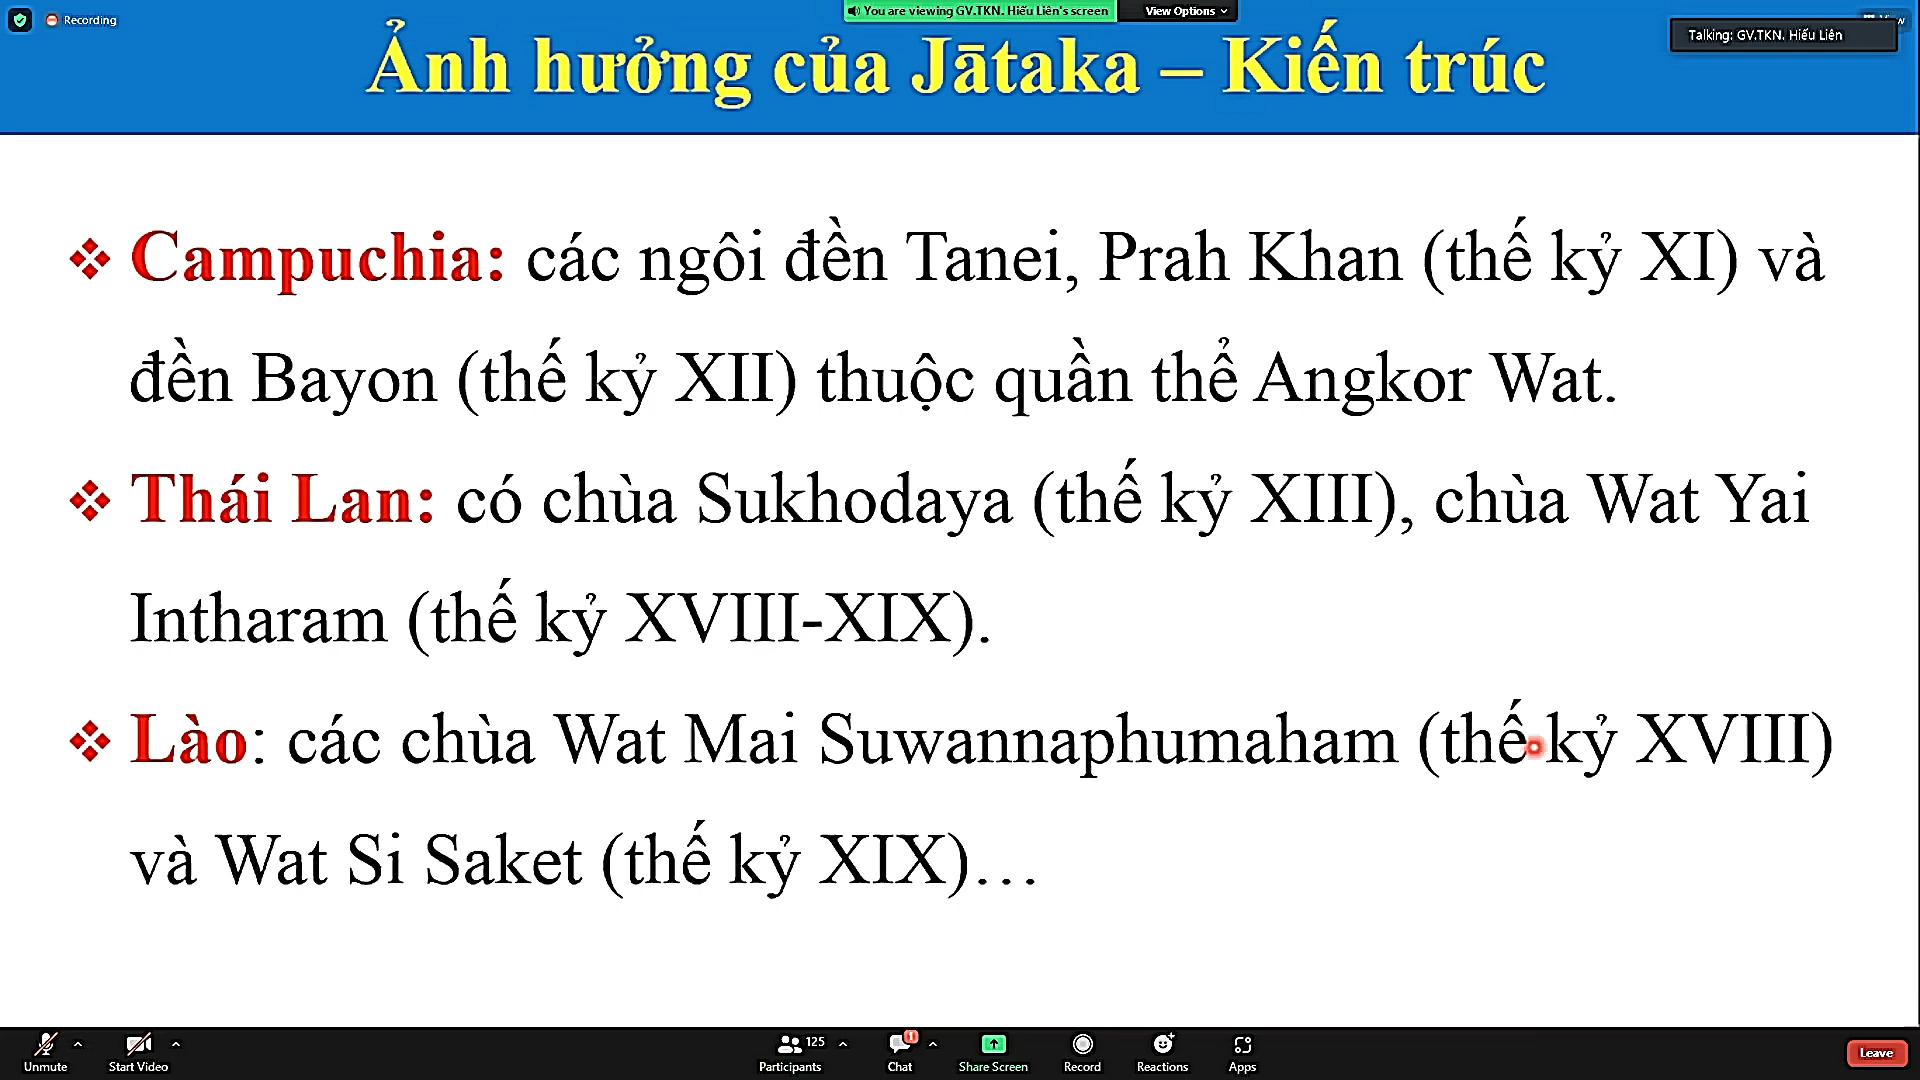 Recording
You are viewing GV.TKN. Hiếu Liên's screen
View Options
Talking: GV.TKN. Hiếu Liên
Ảnh hưởng của Jātaka – Kiến trúc
❖ Campuchia: các ngôi đền Tanei, Prah Khan (thế kỷ XI) và
đền Bayon (thế kỷ XII) thuộc quần thể Angkor Wat.
❖ Thái Lan: có chùa Sukhodaya (thế kỷ XIII), chùa Wat Yai
Intharam (thế kỷ XVIII-XIX).
❖ Lào: các chùa Wat Mai Suwannaphumaham (thế kỷ XVIII)
và Wat Si Saket (thế kỷ XIX)…
Unmute
Start Video
125
Participants
1
Chat
Share Screen
Record
Reactions
Apps
Leave